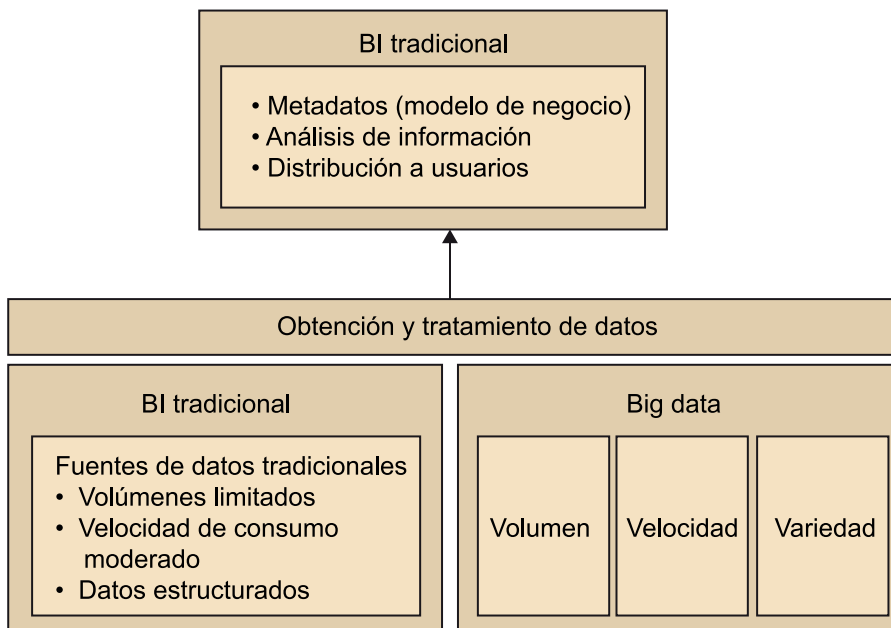 BI tradicional
• Metadatos (modelo de negocio)
• Análisis de información
• Distribución a usuarios
Obtención y tratamiento de datos
BI tradicional
Fuentes de datos tradicionales
• Volúmenes limitados
• Velocidad de consumo
moderado
• Datos estructurados
Big data
Volumen
Velocidad
Variedad